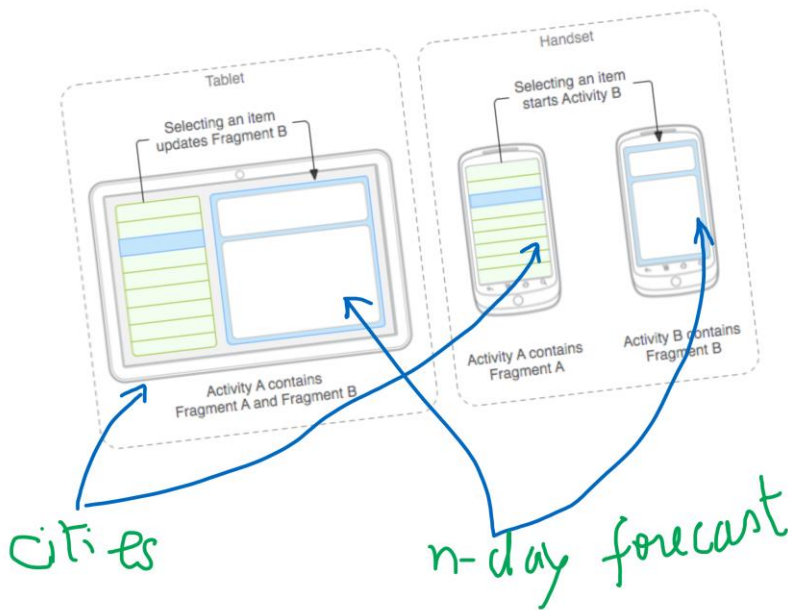 Tablet
Selecting an item
updates Fragment B
Activity A contains
Fragment A and Fragment B
Handset
Selecting an item
starts Activity B
Activity A contains
Fragment A
Activity B contains
Fragment B
cities
n-day forecast